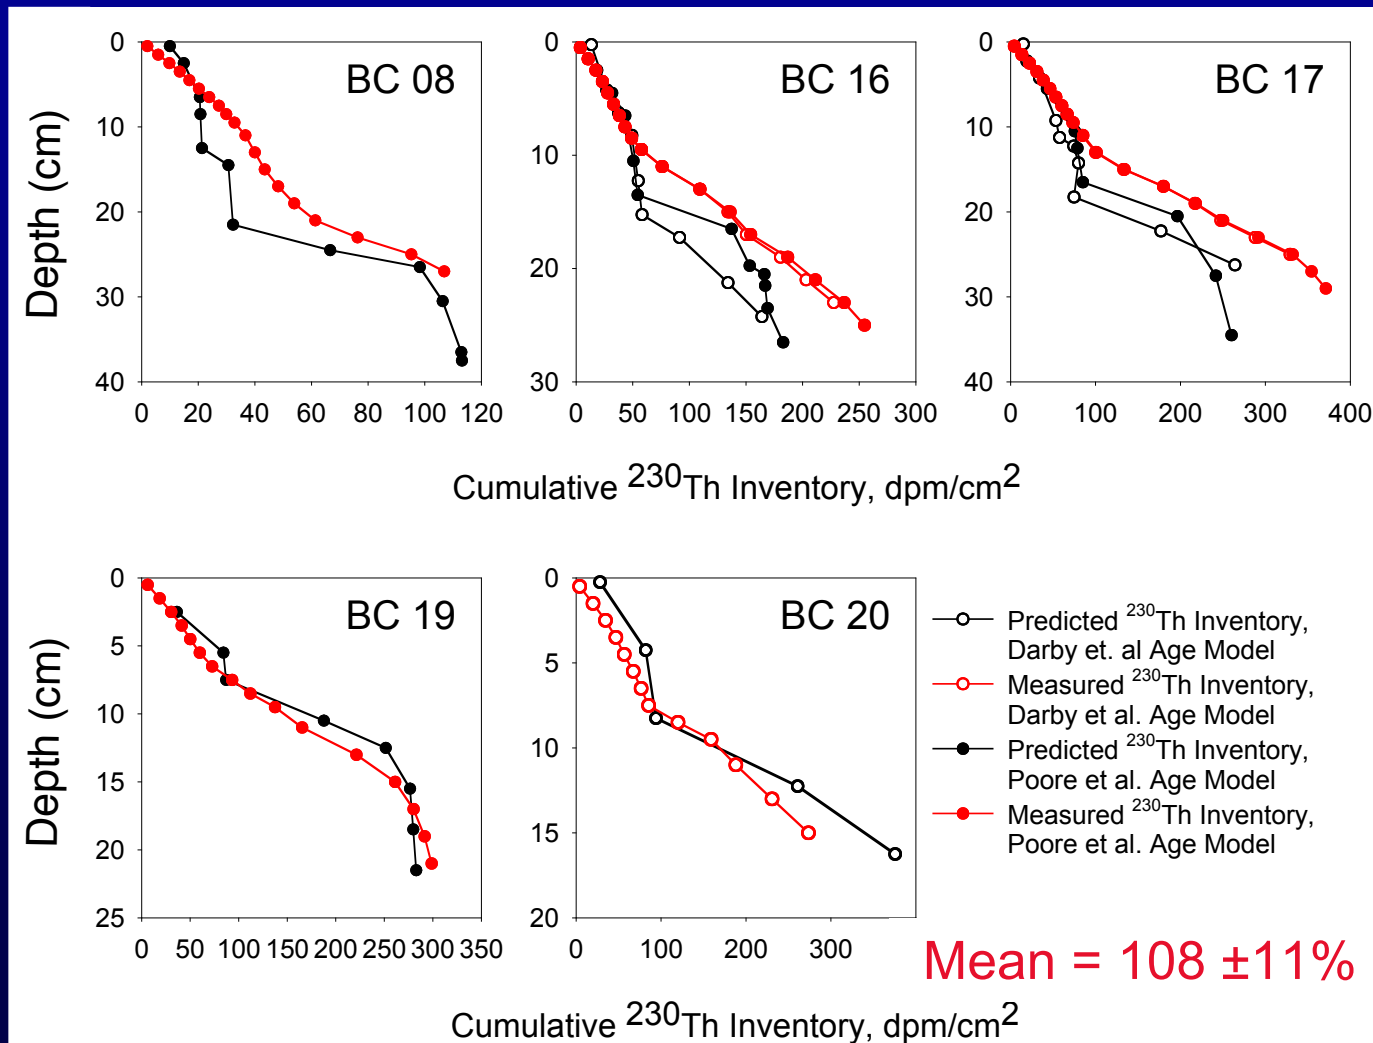 BC 08
BC 16
BC 17
0
10
20
30
40
0
10
20
30
0
10
20
30
40
Depth (cm)
0 20 40 60 80 100 120
0 50 100 150 200 250 300
0 100 200 300 400
Cumulative 230Th Inventory, dpm/cm2
BC 19
BC 20
0
5
10
15
20
25
0
5
10
15
20
Depth (cm)
0 50 100 150 200 250 300 350
0 100 200 300
Cumulative 230Th Inventory, dpm/cm2
Predicted 230Th Inventory,
Darby et. al Age Model
Measured 230Th Inventory,
Darby et al. Age Model
Predicted 230Th Inventory,
Poore et al. Age Model
Measured 230Th Inventory,
Poore et al. Age Model
Mean = 108 ±11%